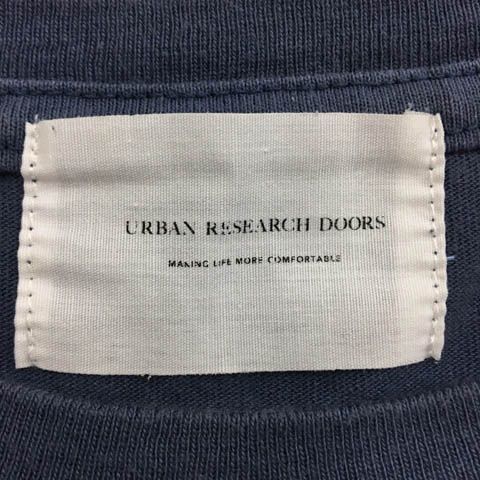 URBAN RESEARCH DOORS
MAKING LIFE MORE COMFORTABLE